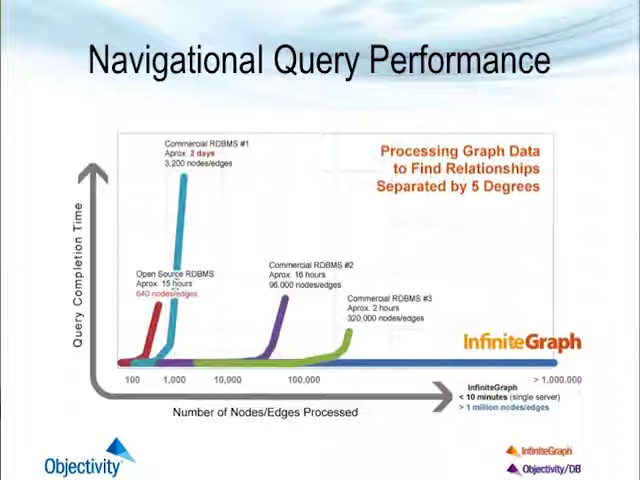 Navigational Query Performance
Commercial RDBMS #1
Aprox. 2 days
3,200 nodes/edges
Processing Graph Data
to Find Relationships
Separated by 5 Degrees
Query Completion Time
Open Source RDBMS
Aprox. 15 hours
640 nodes/edges
Commercial RDBMS #2
Aprox. 16 hours
96.000 nodes/edges
Commercial RDBMS #3
Aprox. 2 hours
320,000 nodes/edges
InfiniteGraph
100
1,000
10,000
100,000
> 1,000.000
InfiniteGraph
< 10 minutes (single server)
> 1 million nodes/edges
Number of Nodes/Edges Processed
Objectivity
InfiniteGraph
Objectivity/DB